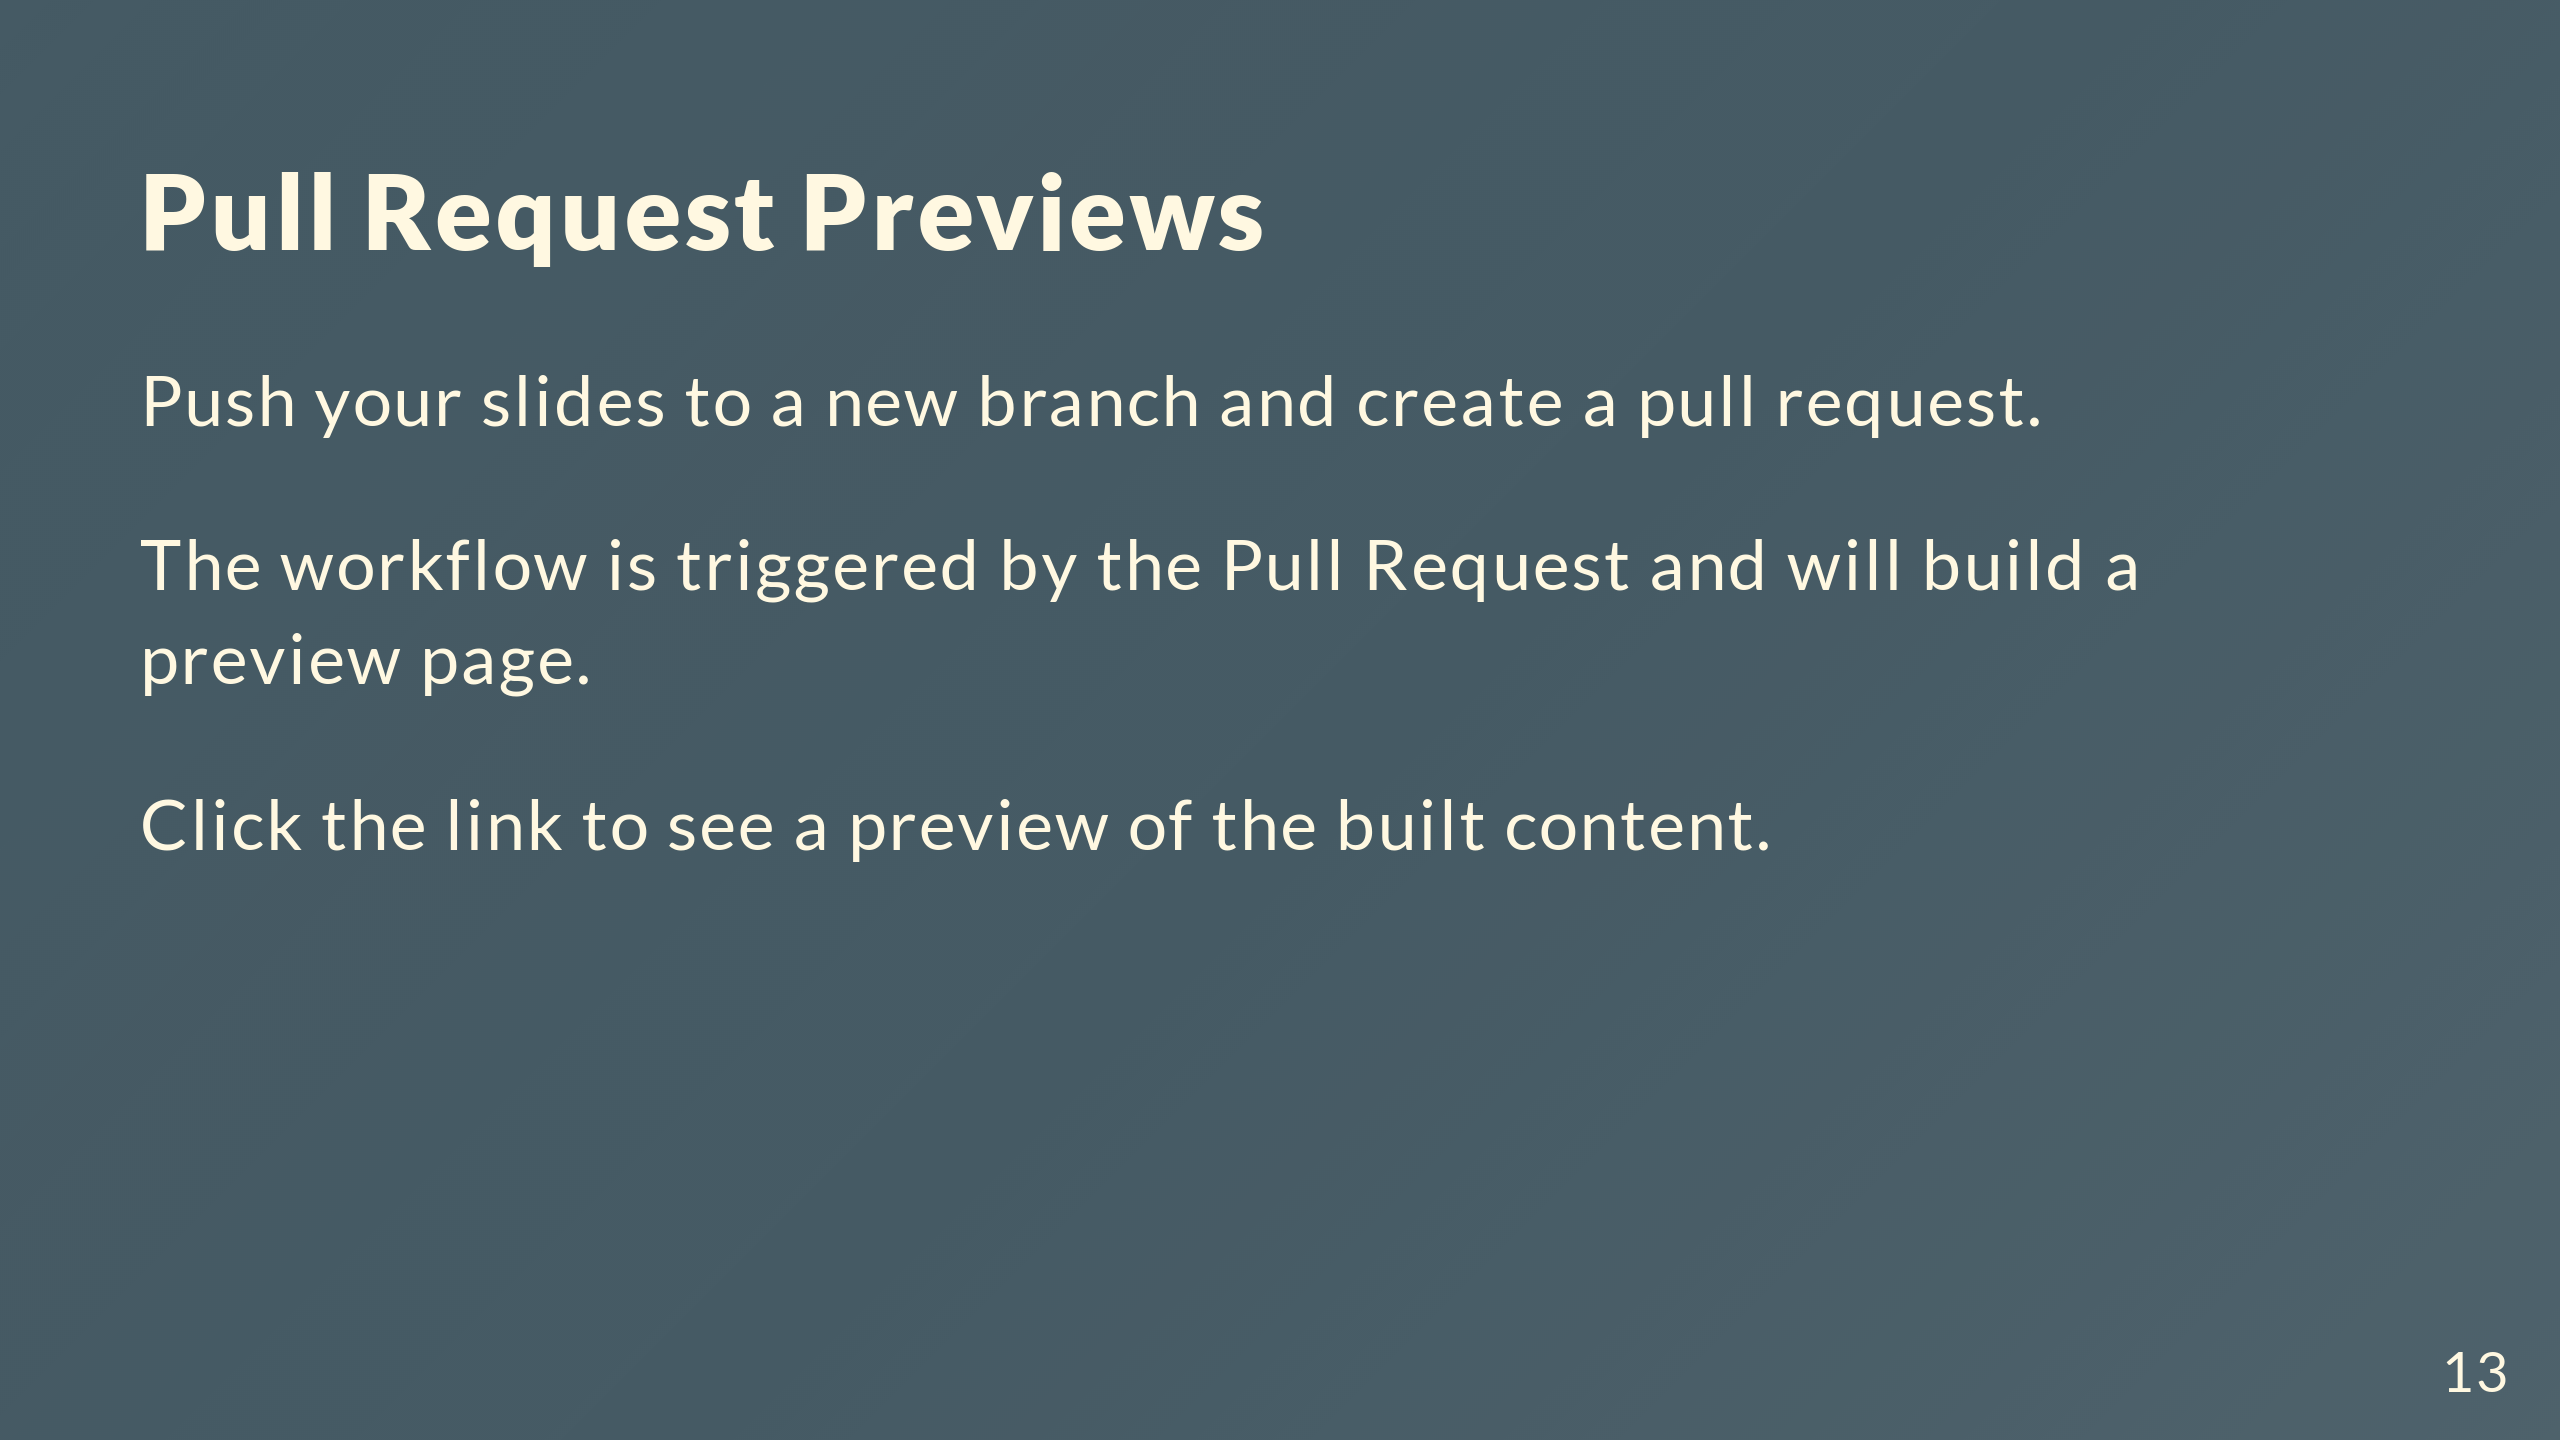 Pull Request Previews
Push your slides to a new branch and create a pull request.
The workflow is triggered by the Pull Request and will build a
preview page.
Click the link to see a preview of the built content.
13